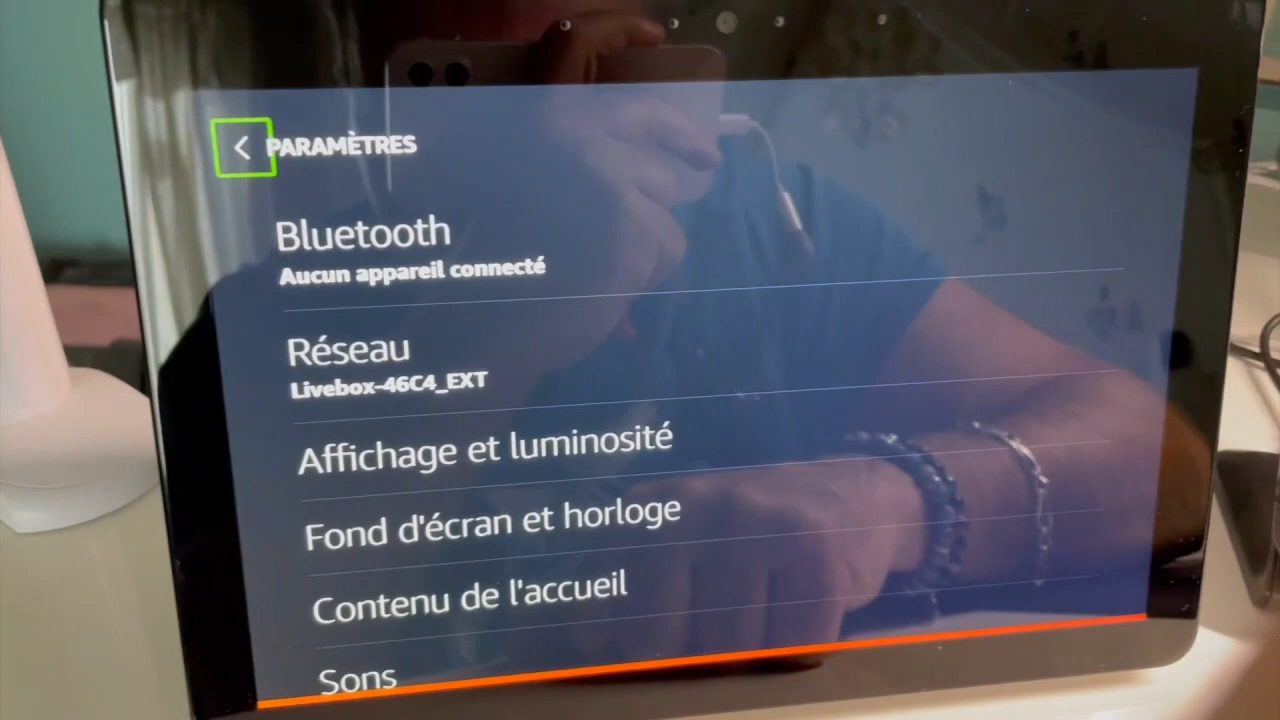 PARAMÈTRES
Bluetooth
Aucun appareil connecté
Réseau
Livebox-46C4_EXT
Affichage et luminosité
Fond d'écran et horloge
Contenu de l'accueil
Sons